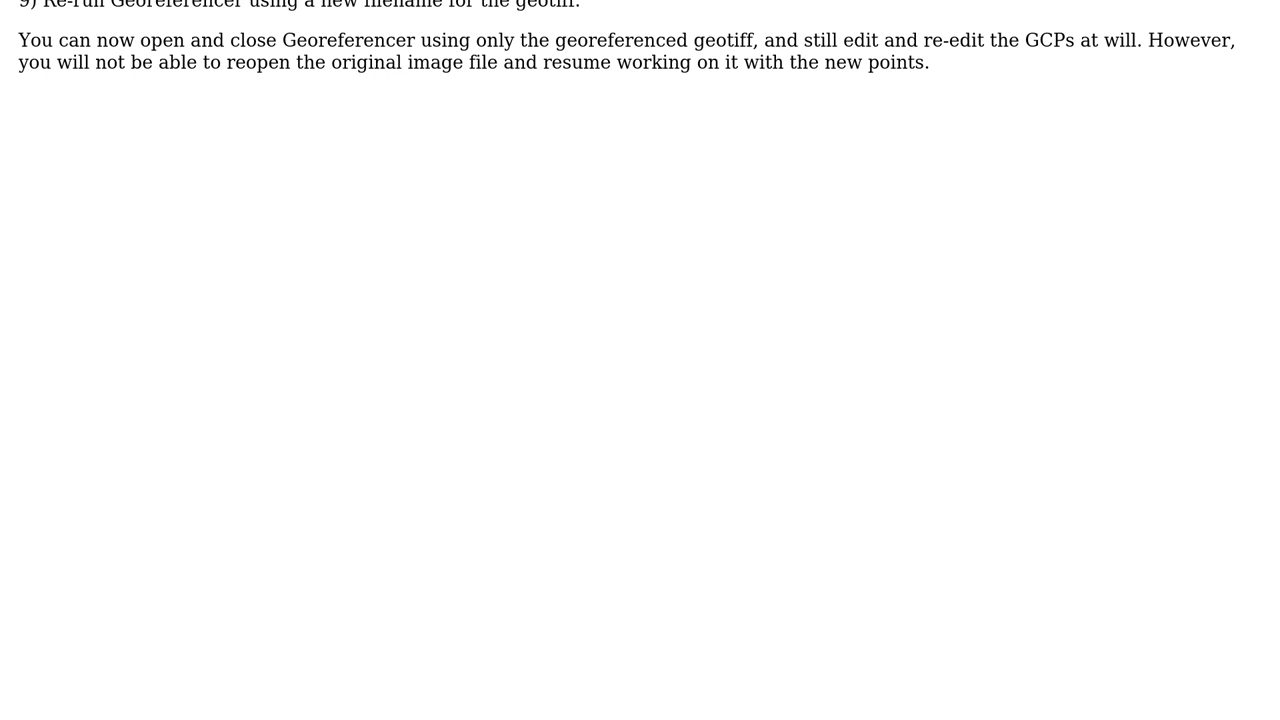 9) Re-run Georeferencer using a new filename for the geotiff.
You can now open and close Georeferencer using only the georeferenced geotiff, and still edit and re-edit the GCPs at will. However,
you will not be able to reopen the original image file and resume working on it with the new points.